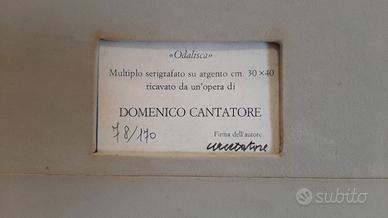 «Odalisca»
Multiplo serigrafato su argento cm. 30×40
ricavato da un'opera di
DOMENICO CANTATORE
78/170
Firma dell'autore
cantatore
subito